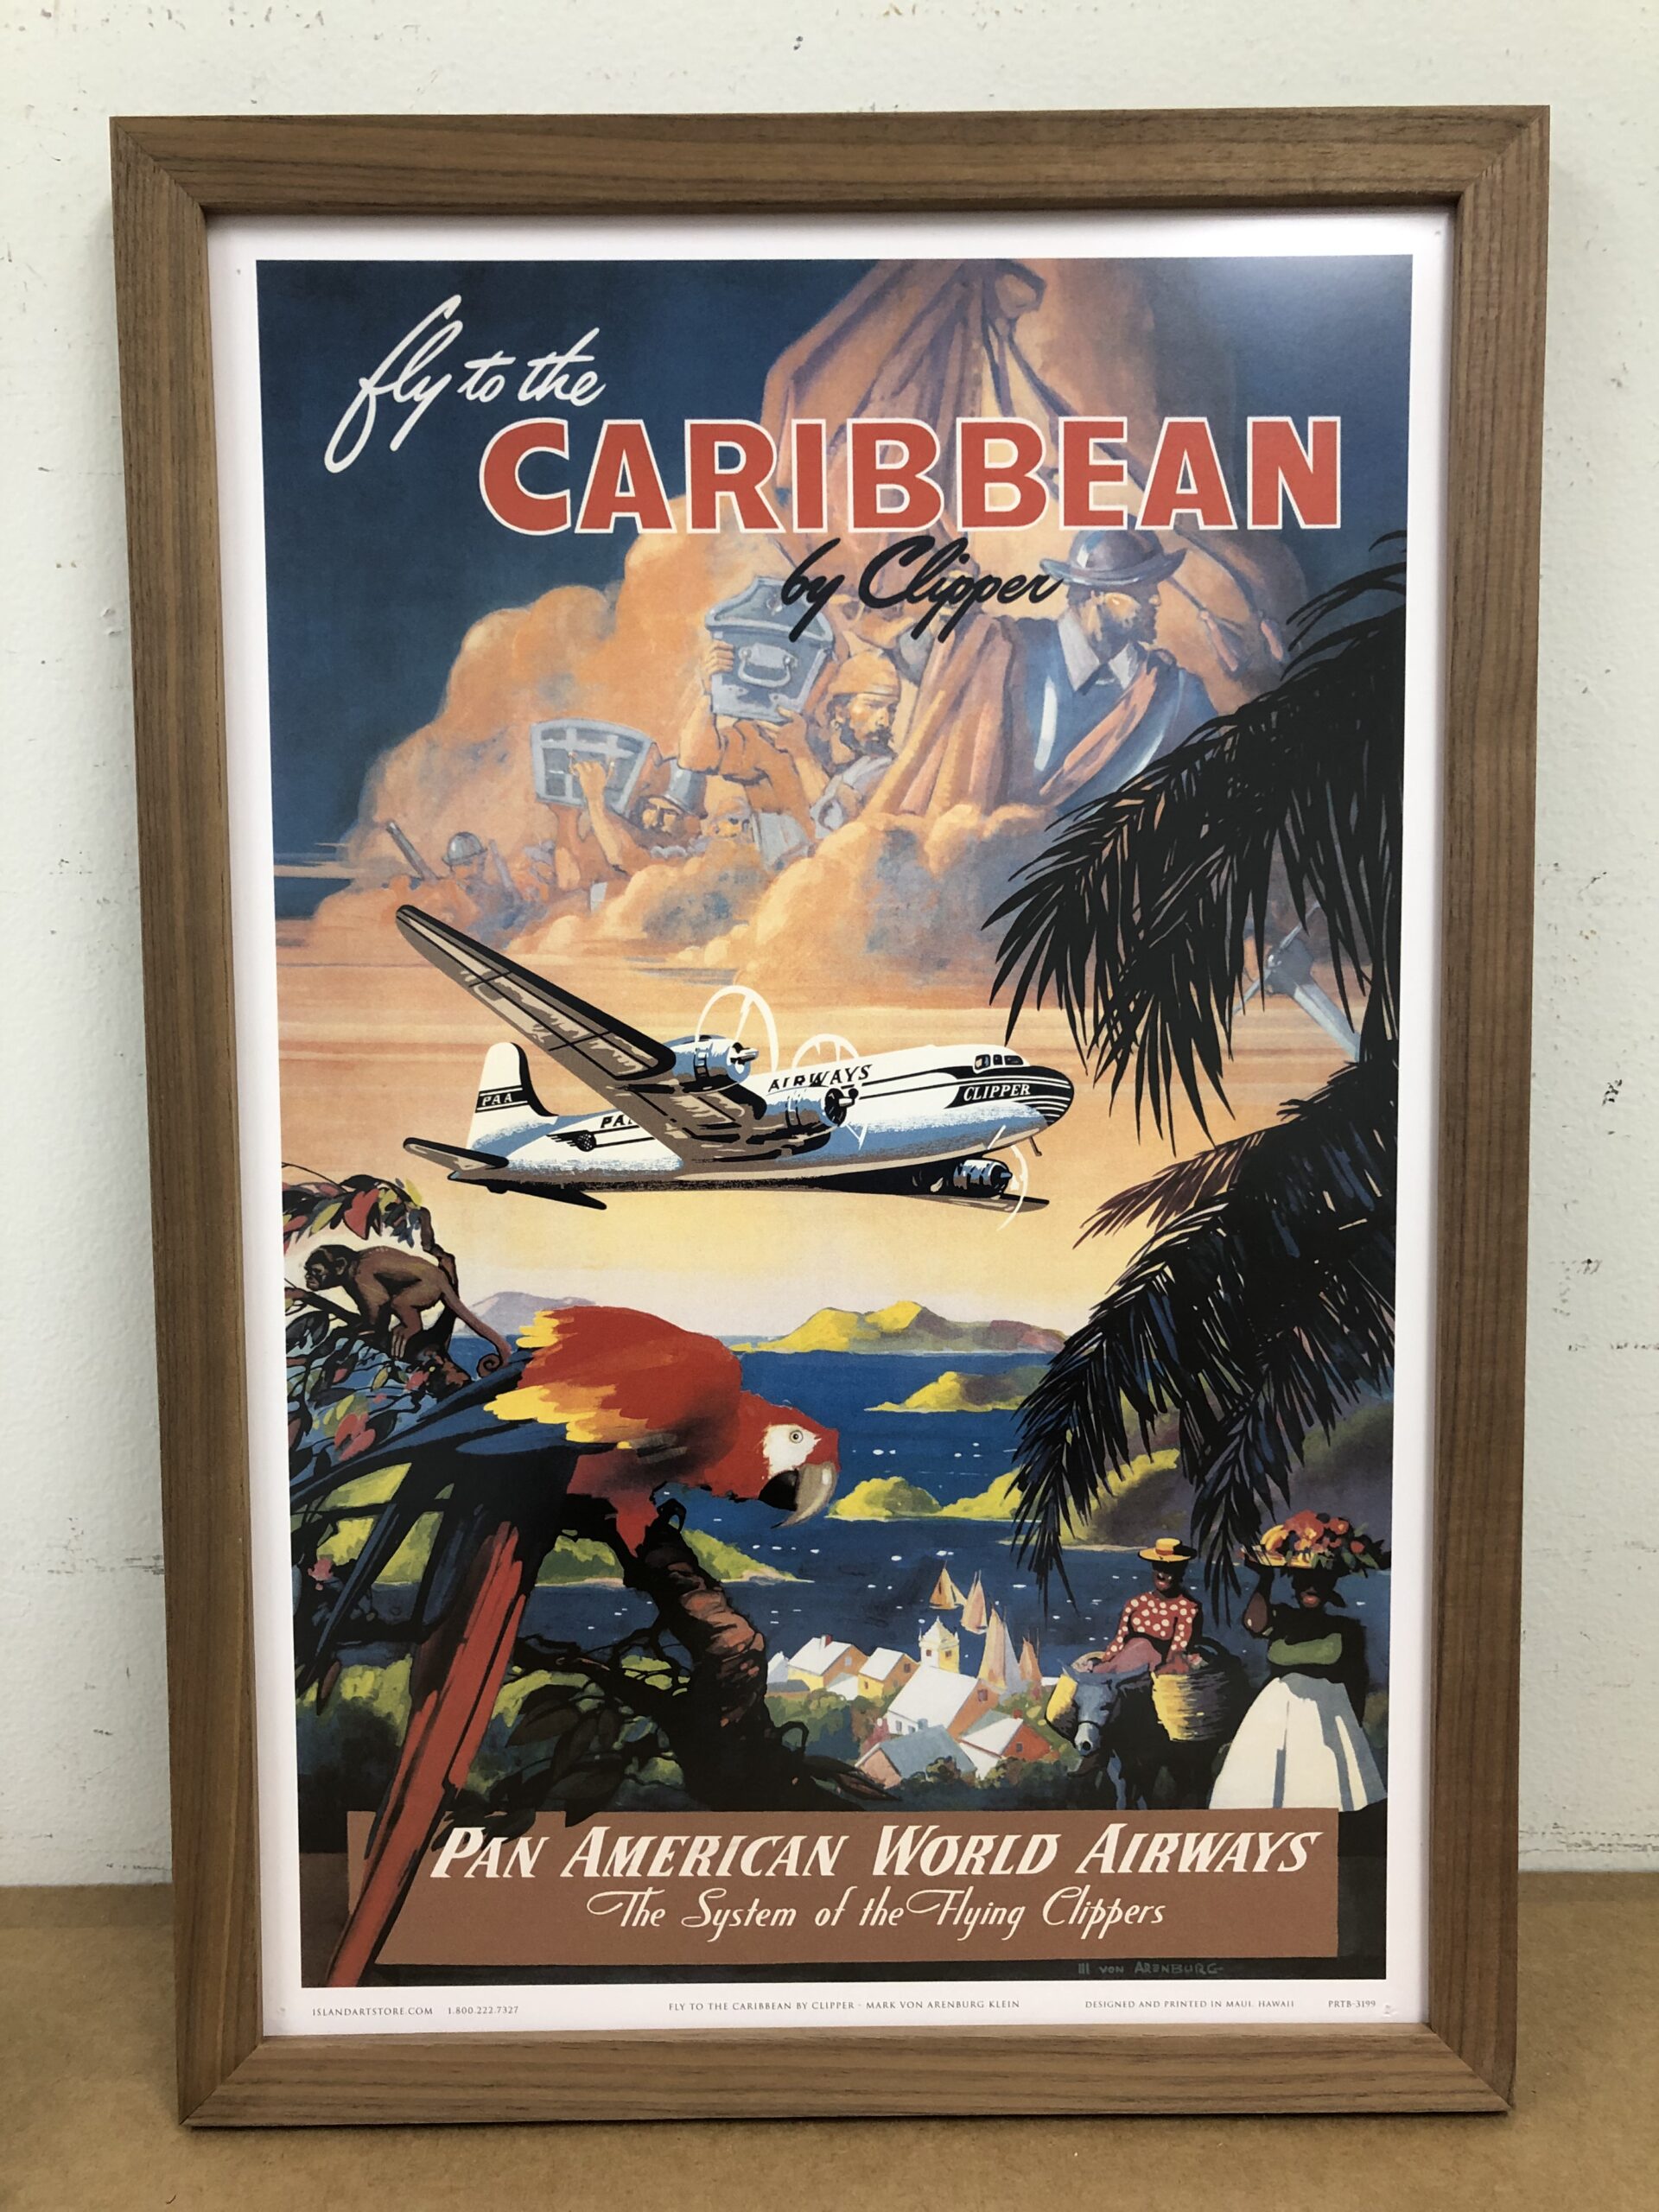 fly to the
CARIBBEAN
by Clipper
AIRWAYS
CLIPPER
PAA
PAN AMERICAN WORLD AIRWAYS
The System of the Flying Clippers
M VON ARENBURG
ISLANDARTSTORE.COM 1.800.222.7327 FLY TO THE CARIBBEAN BY CLIPPER - MARK VON ARENBURG KLEIN DESIGNED AND PRINTED IN MAUI, HAWAII PRTB-3199